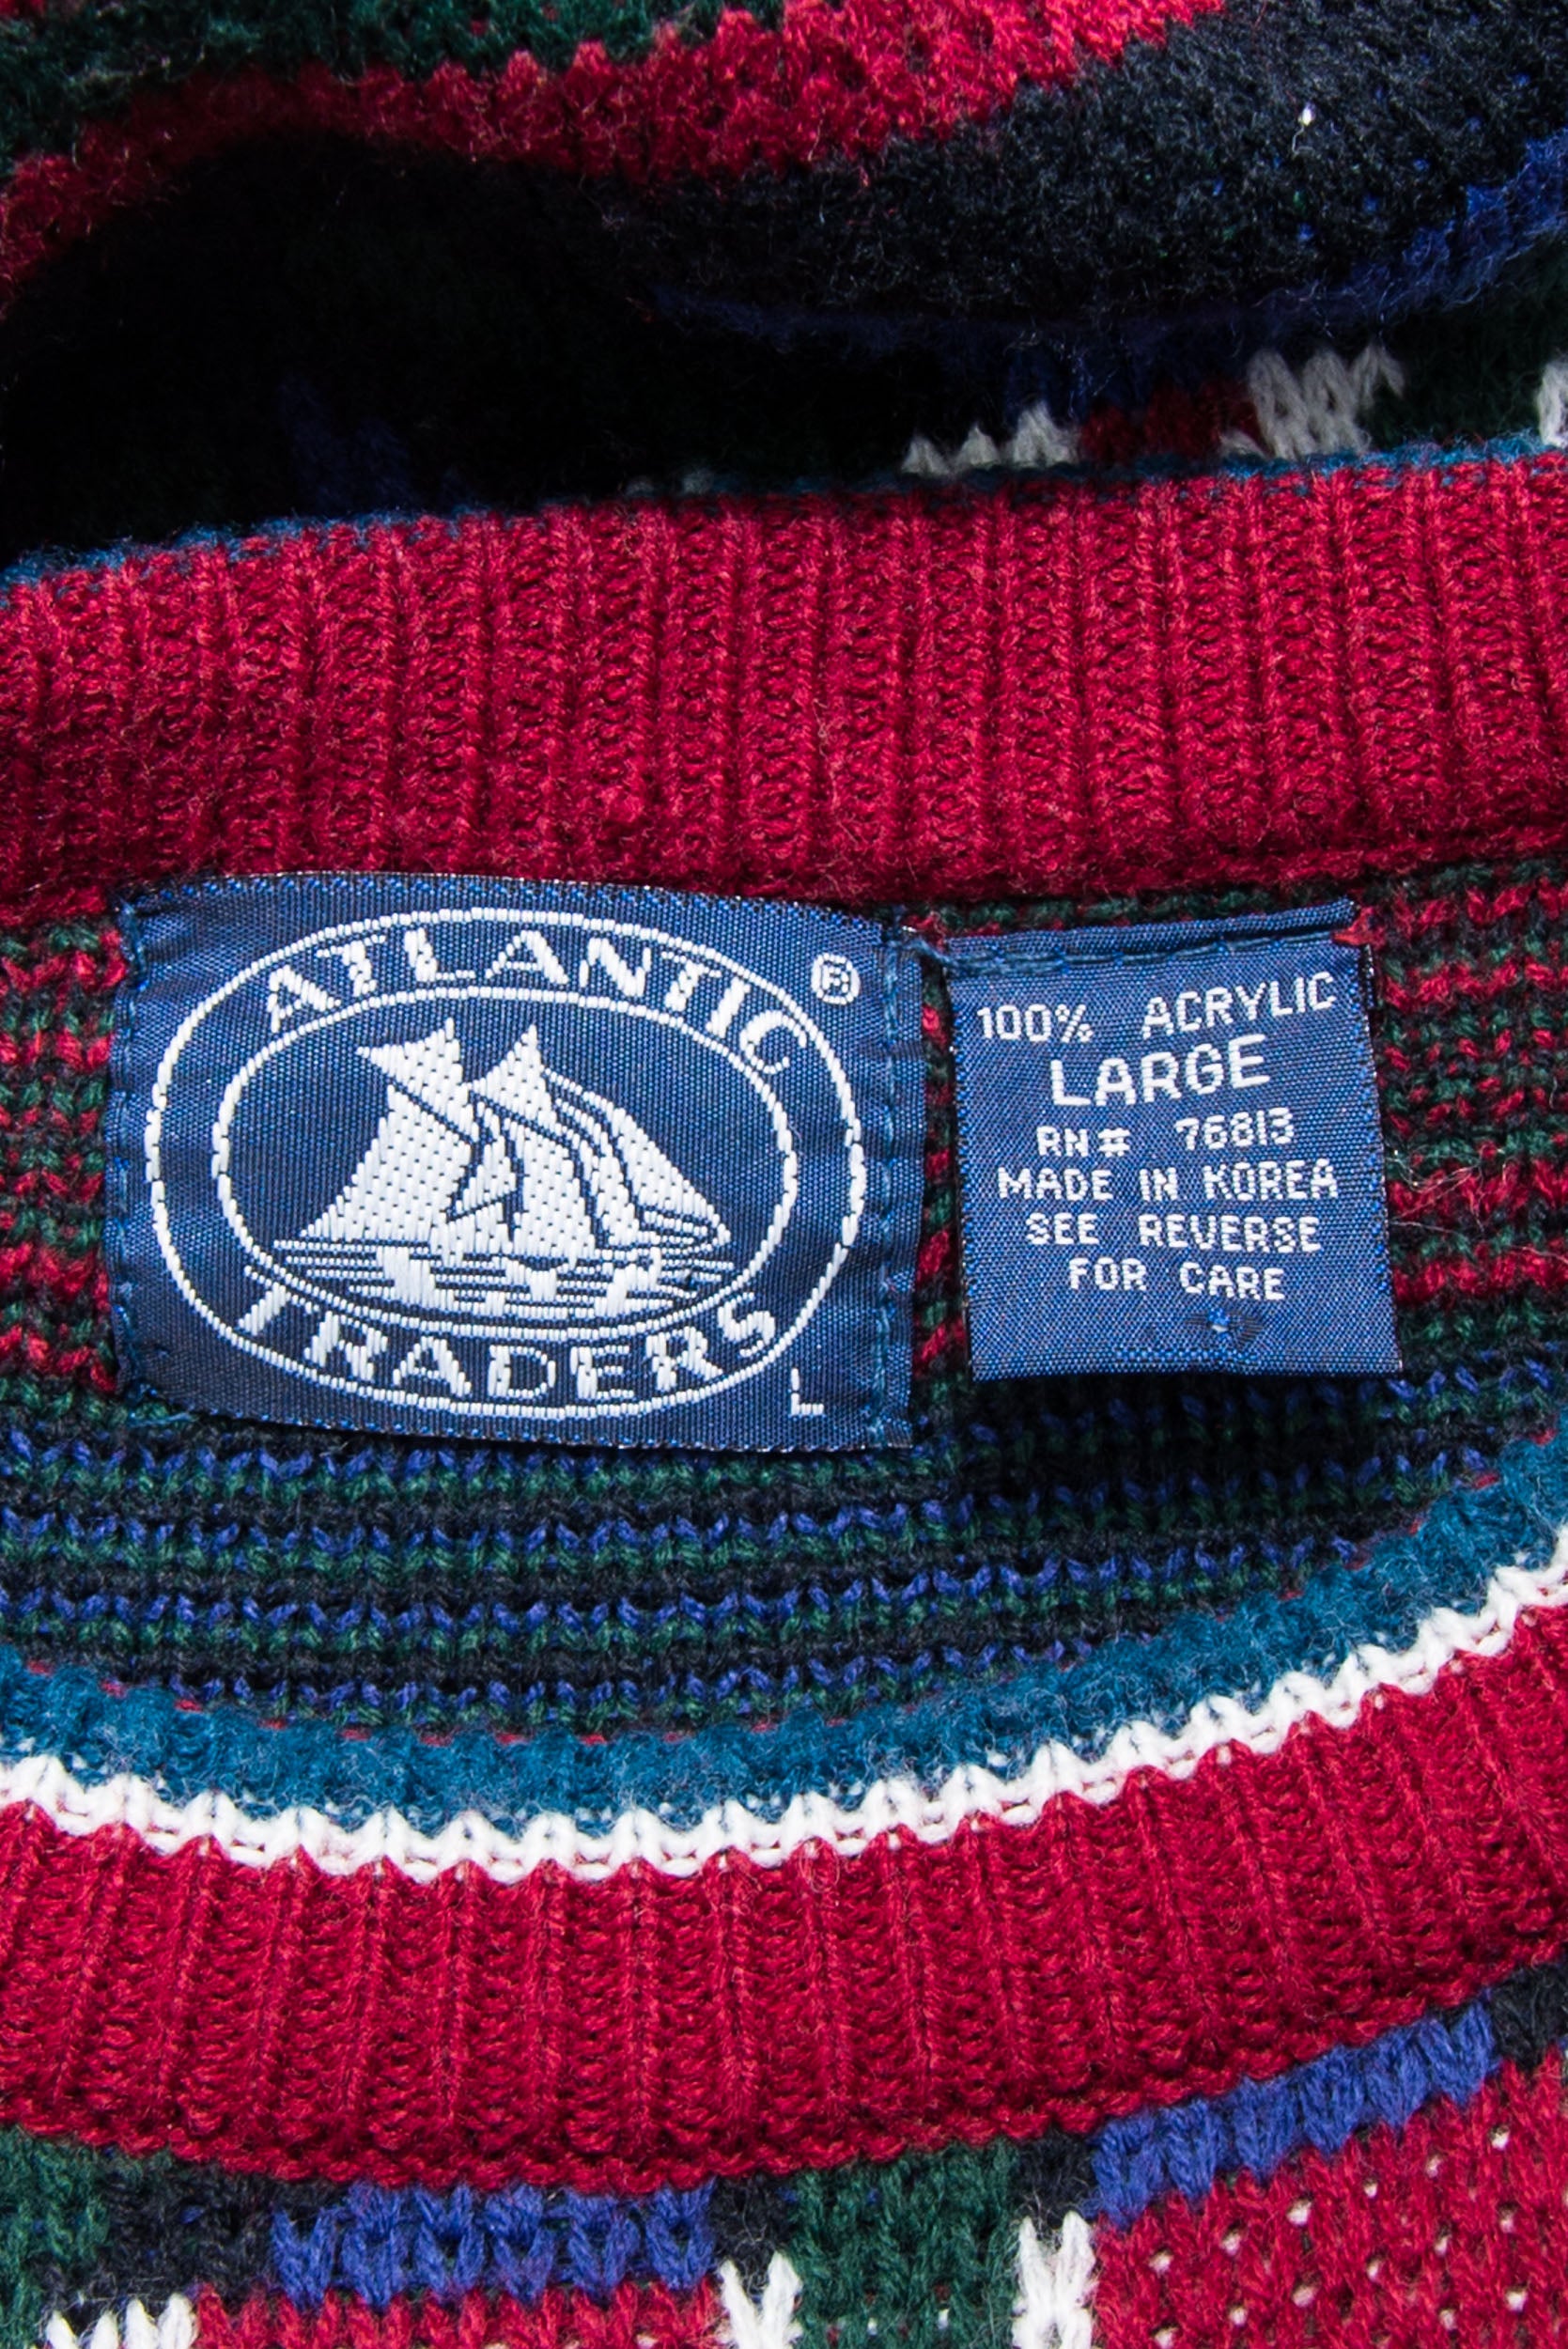 ATLANTIC ®
TRADERS
L
100% ACRYLIC
LARGE
RN# 76813
MADE IN KOREA
SEE REVERSE
FOR CARE